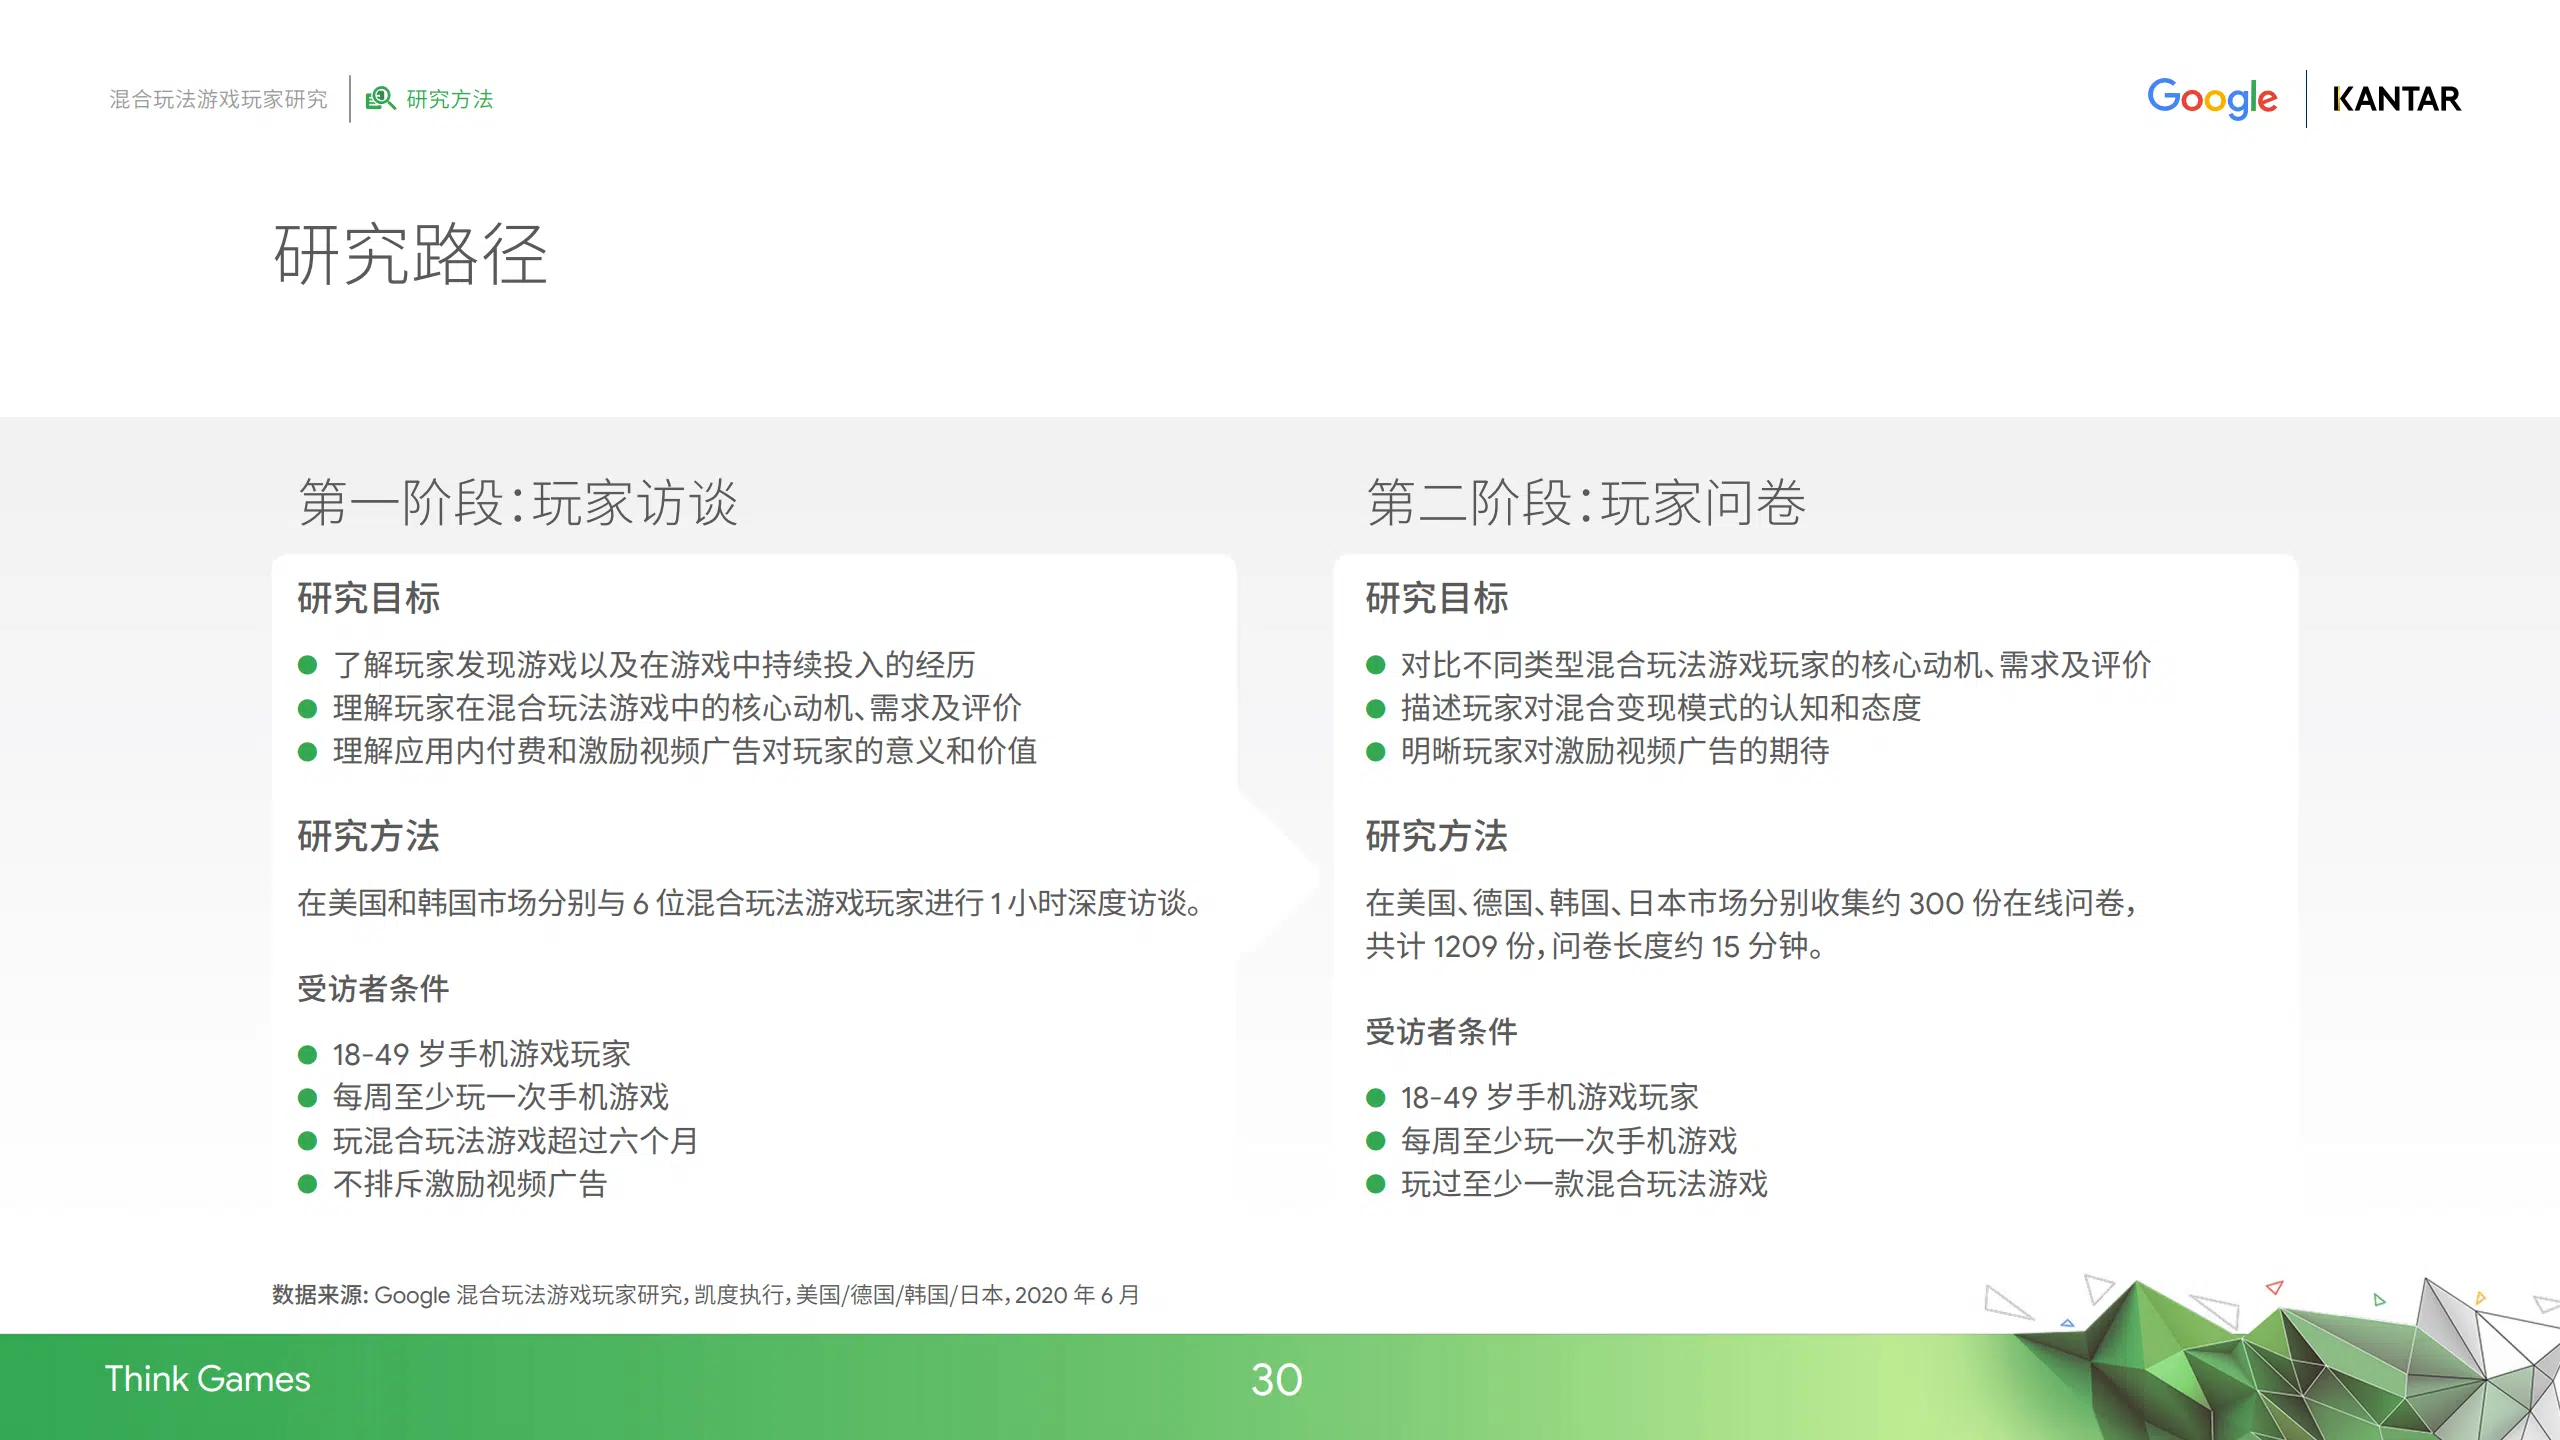 混合玩法游戏玩家研究
研究方法
Google
KANTAR
研究路径
第一阶段：玩家访谈
研究目标
了解玩家发现游戏以及在游戏中持续投入的经历
理解玩家在混合玩法游戏中的核心动机、需求及评价
理解应用内付费和激励视频广告对玩家的意义和价值
研究方法
在美国和韩国市场分别与 6 位混合玩法游戏玩家进行 1 小时深度访谈。
受访者条件
18-49 岁手机游戏玩家
每周至少玩一次手机游戏
玩混合玩法游戏超过六个月
不排斥激励视频广告
第二阶段：玩家问卷
研究目标
对比不同类型混合玩法游戏玩家的核心动机、需求及评价
描述玩家对混合变现模式的认知和态度
明晰玩家对激励视频广告的期待
研究方法
在美国、德国、韩国、日本市场分别收集约 300 份在线问卷，
共计 1209 份，问卷长度约 15 分钟。
受访者条件
18-49 岁手机游戏玩家
每周至少玩一次手机游戏
玩过至少一款混合玩法游戏
数据来源: Google 混合玩法游戏玩家研究，凯度执行，美国/德国/韩国/日本，2020 年 6 月
Think Games
30